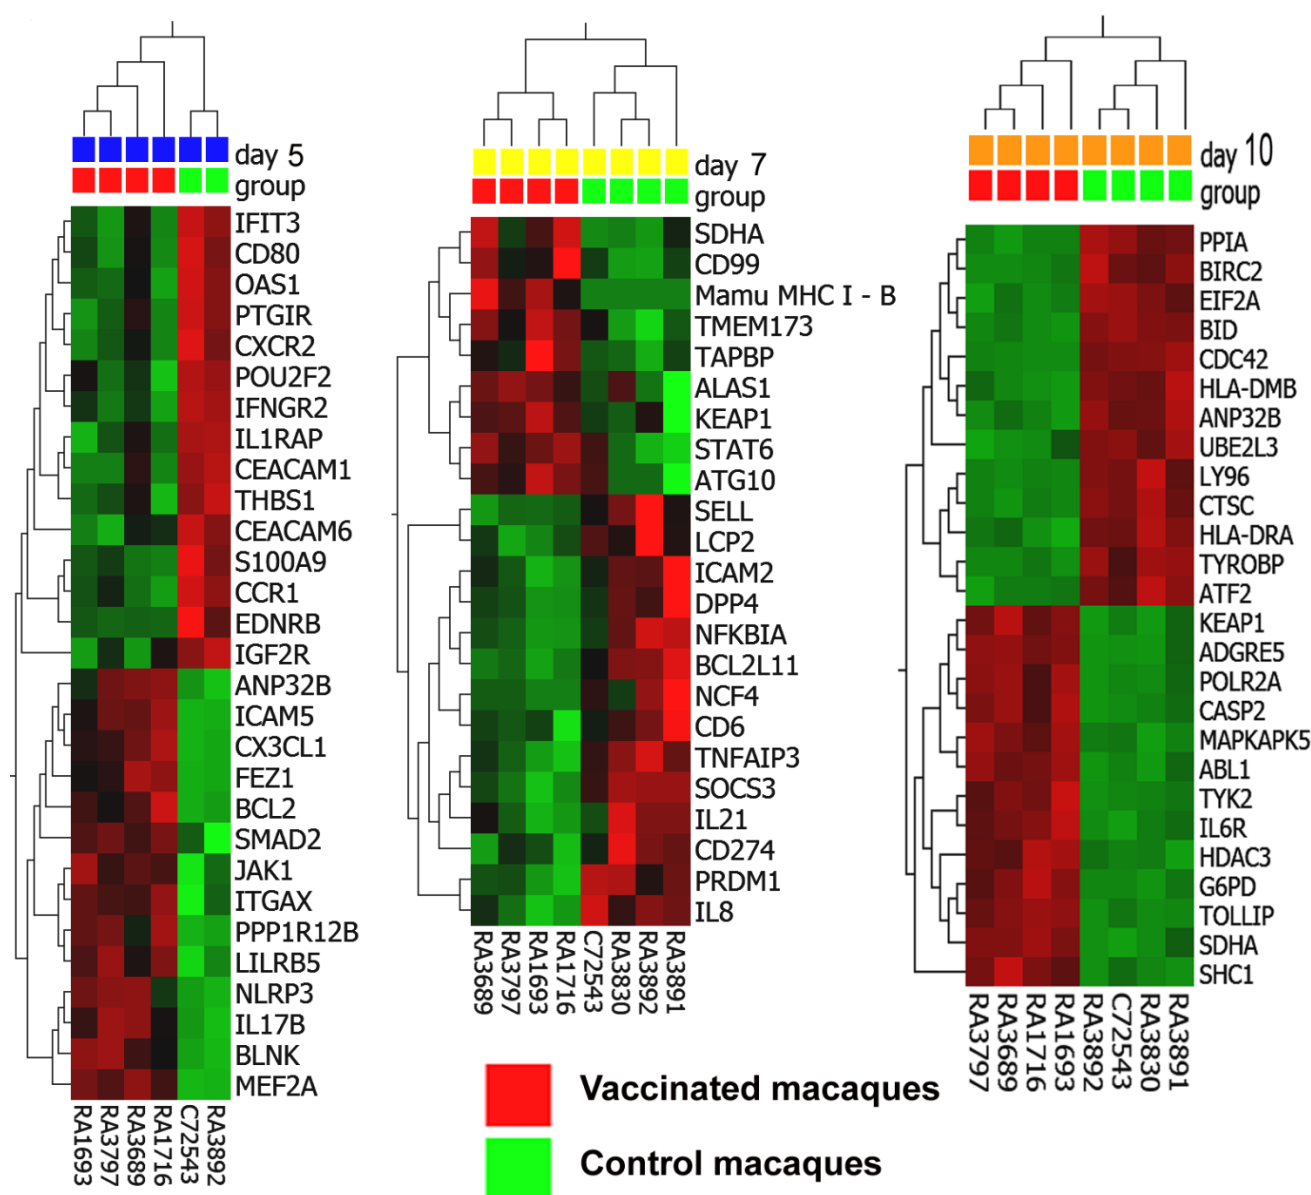 day 5
group
IFIT3
CD80
OAS1
PTGIR
CXCR2
POU2F2
IFNGR2
IL1RAP
CEACAM1
THBS1
CEACAM6
S100A9
CCR1
EDNRB
IGF2R
ANP32B
ICAM5
CX3CL1
FEZ1
BCL2
SMAD2
JAK1
ITGAX
PPP1R12B
LILRB5
NLRP3
IL17B
BLNK
MEF2A
RA1693
RA3797
RA3689
RA1716
C72543
RA3892
day 7
group
SDHA
CD99
Mamu MHC I - B
TMEM173
TAPBP
ALAS1
KEAP1
STAT6
ATG10
SELL
LCP2
ICAM2
DPP4
NFKBIA
BCL2L11
NCF4
CD6
TNFAIP3
SOCS3
IL21
CD274
PRDM1
IL8
RA3689
RA3797
RA1693
RA1716
C72543
RA3830
RA3892
RA3891
day 10
group
PPIA
BIRC2
EIF2A
BID
CDC42
HLA-DMB
ANP32B
UBE2L3
LY96
CTSC
HLA-DRA
TYROBP
ATF2
KEAP1
ADGRE5
POLR2A
CASP2
MAPKAPK5
ABL1
TYK2
IL6R
HDAC3
G6PD
TOLLIP
SDHA
SHC1
RA3797
RA3689
RA1716
RA1693
RA3892
C72543
RA3830
RA3891
Vaccinated macaques
Control macaques